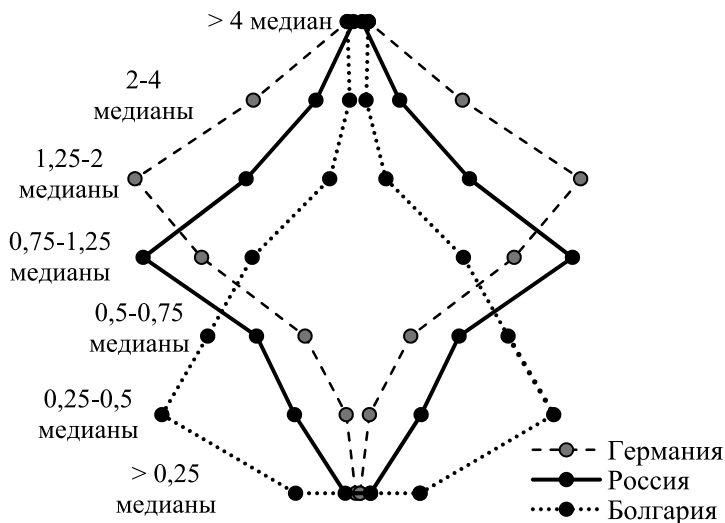 > 4 медиан
2-4
медианы
1,25-2
медианы
0,75-1,25
медианы
0,5-0,75
медианы
0,25-0,5
медианы
> 0,25
медианы
Германия
Россия
Болгария